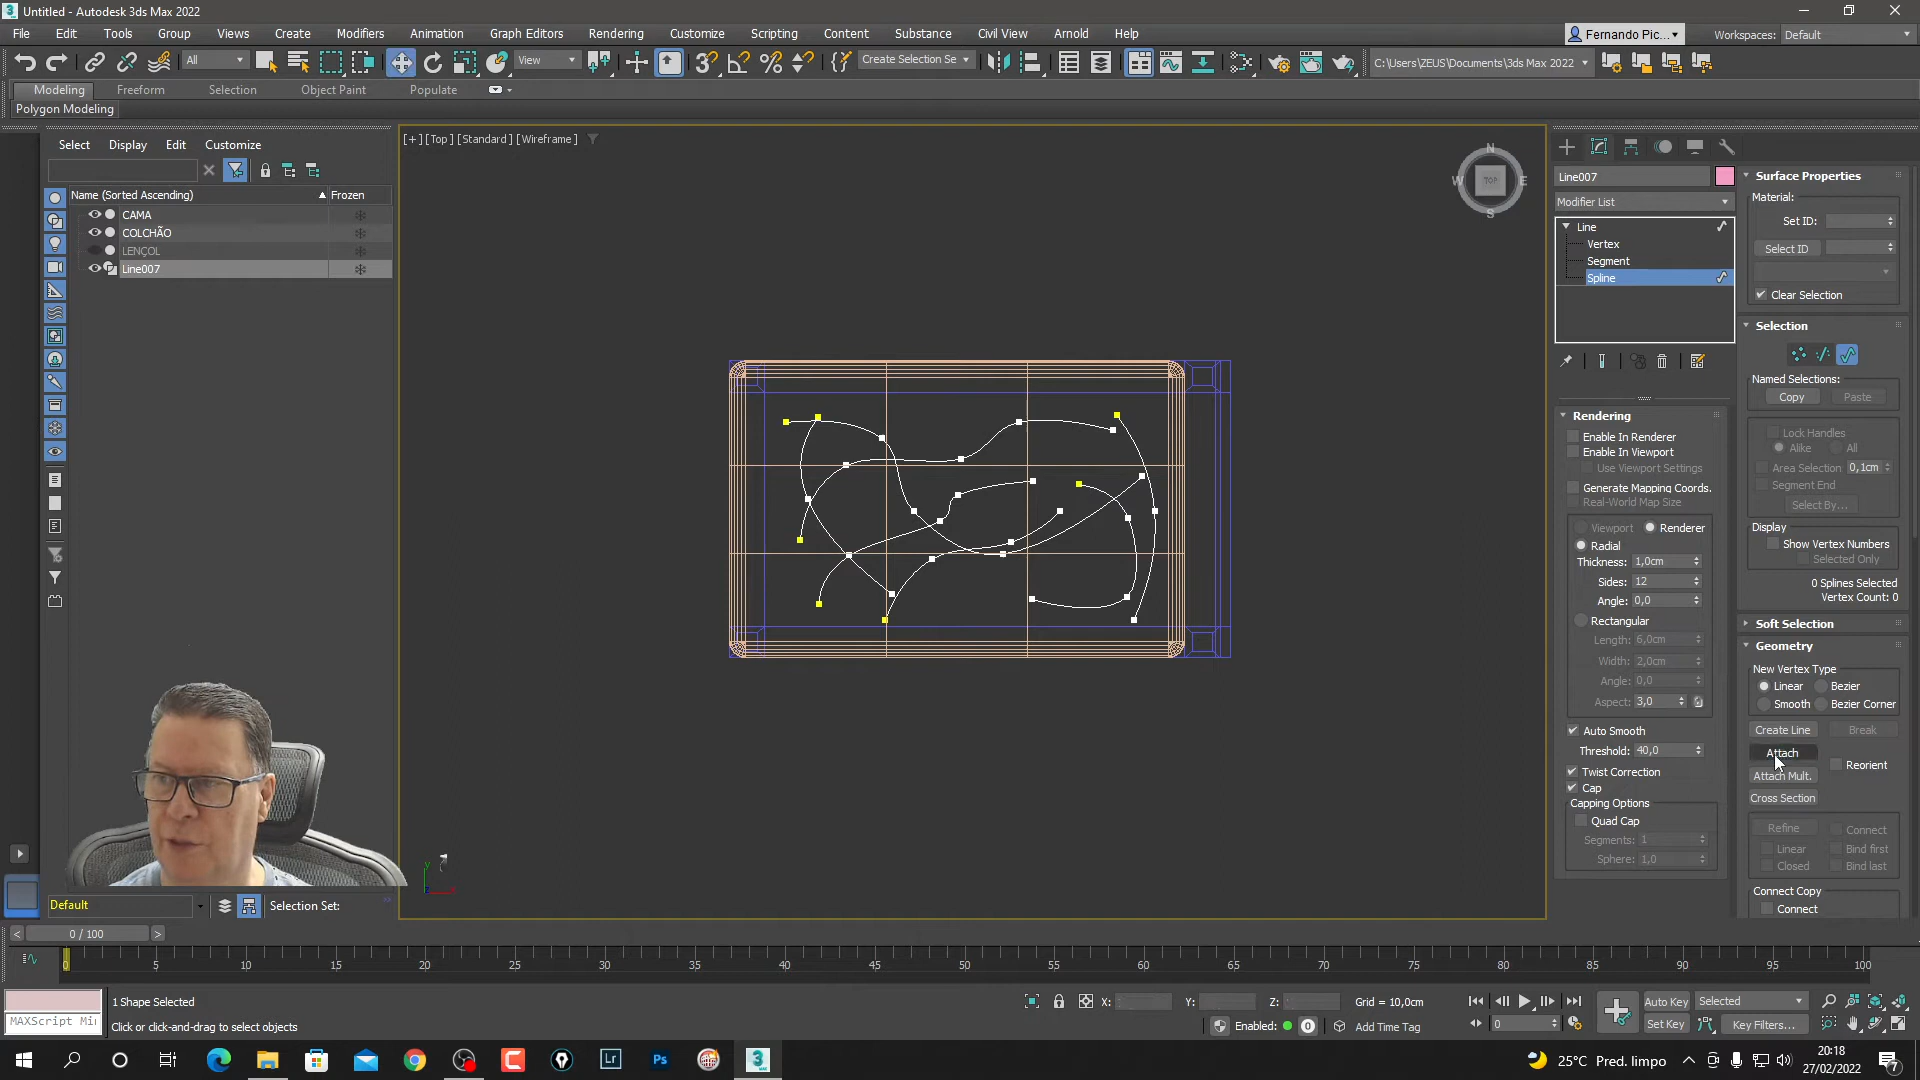 Untitled - Autodesk 3ds Max 2022
File Edit Tools Group Views Create Modifiers Animation Graph Editors Rendering Customize Scripting Content Substance Civil View Arnold Help
Fernando Pic...
Workspaces: Default
All
View
Create Selection Se
C:\Users\ZEUS\Documents\3ds Max 2022
Modeling Freeform Selection Object Paint Populate
Polygon Modeling
Select Display Edit Customize
Name (Sorted Ascending) Frozen
CAMA
COLCHÃO
LENÇOL
Line007
[+] [Top] [Standard] [Wireframe]
N
W TOP E
S
Line007
Modifier List
Line
Vertex
Segment
Spline
Rendering
Enable In Renderer
Enable In Viewport
Use Viewport Settings
Generate Mapping Coords.
Real-World Map Size
Viewport Renderer
Radial
Thickness: 1,0cm
Sides: 12
Angle: 0,0
Rectangular
Length: 6,0cm
Width: 2,0cm
Angle: 0,0
Aspect: 3,0
Auto Smooth
Threshold: 40,0
Twist Correction
Cap
Capping Options
Quad Cap
Segments: 1
Sphere: 1,0
Surface Properties
Material:
Set ID:
Select ID
Clear Selection
Selection
Named Selections:
Copy Paste
Lock Handles
Alike All
Area Selection 0,1cm
Segment End
Select By...
Display
Show Vertex Numbers
Selected Only
0 Splines Selected
Vertex Count: 0
Soft Selection
Geometry
New Vertex Type
Linear Bezier
Smooth Bezier Corner
Create Line Break
Attach
Reorient
Attach Mult.
Cross Section
Refine Connect
Linear Bind first
Closed Bind last
Connect Copy
Connect
y
Default
Selection Set:
0 / 100
0 5 10 15 20 25 30 35 40 45 50 55 60 65 70 75 80 85 90 95 100
1 Shape Selected
MAXScript Mi
Click or click-and-drag to select objects
X: Y: Z: Grid = 10,0cm
Enabled: 0 Add Time Tag
0
Auto Key Selected
Set Key Key Filters...
Lr
Ps
3
25°C Pred. limpo
20:18
27/02/2022
7